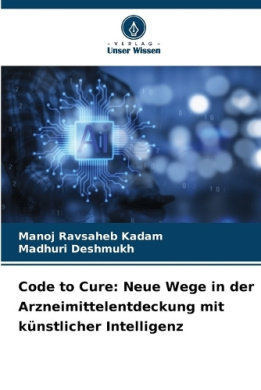 - VERLAG -
Unser Wissen
Ai
Manoj Ravsaheb Kadam
Madhuri Deshmukh
Code to Cure: Neue Wege in der
Arzneimittelentdeckung mit
künstlicher Intelligenz